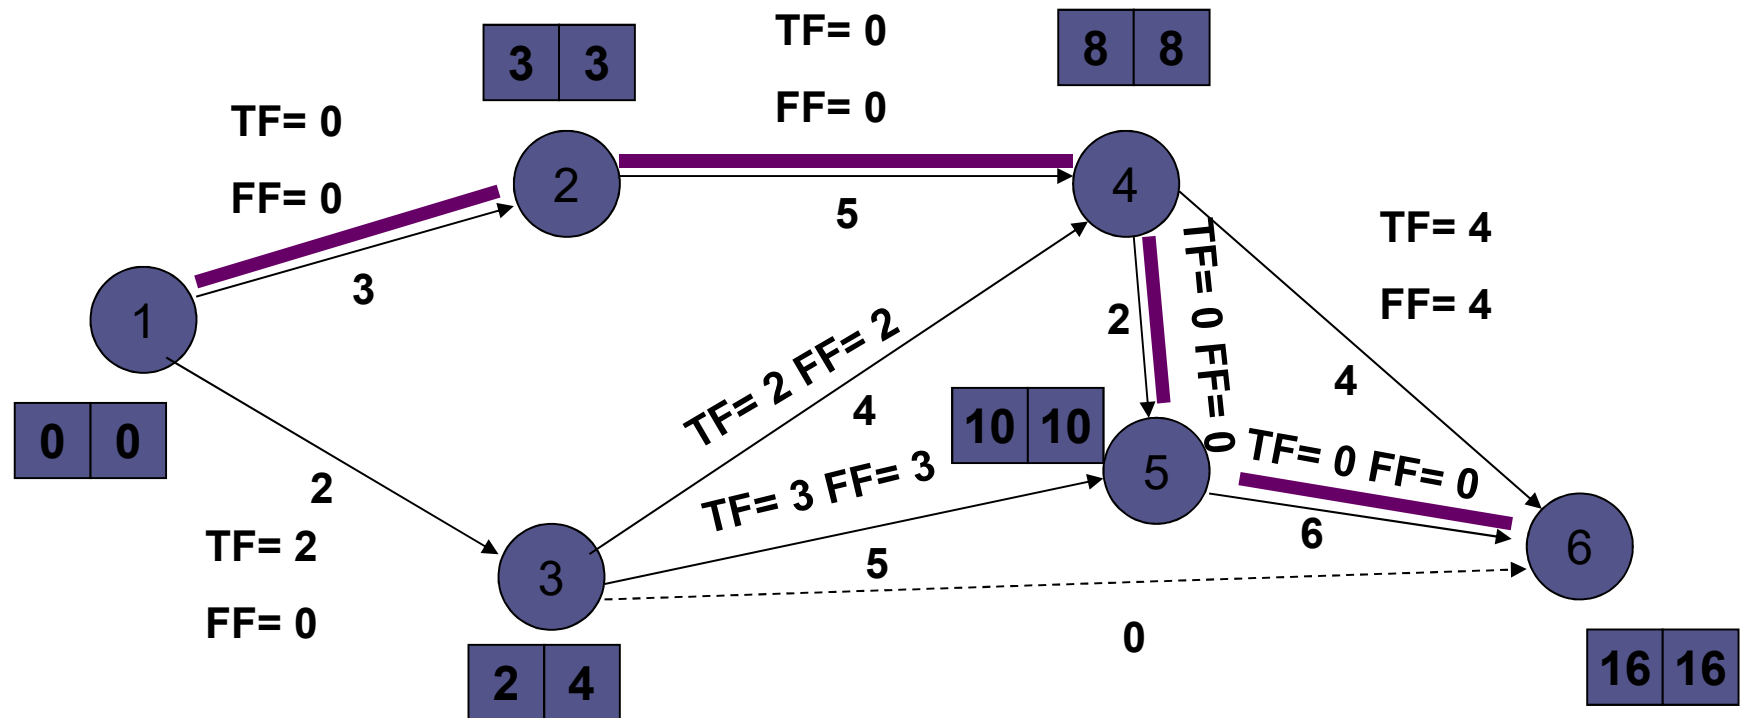 TF= 0
8 8
3 3
FF= 0
TF= 0
FF= 0
2
4
5
TF= 4
FF= 4
3
1
TF= 0 FF= 0
2
TF= 2 FF= 2
4
4
0 0
10 10
TF= 0 FF= 0
TF= 3 FF= 3
5
2
6
TF= 2
5
6
3
FF= 0
0
2 4
16 16